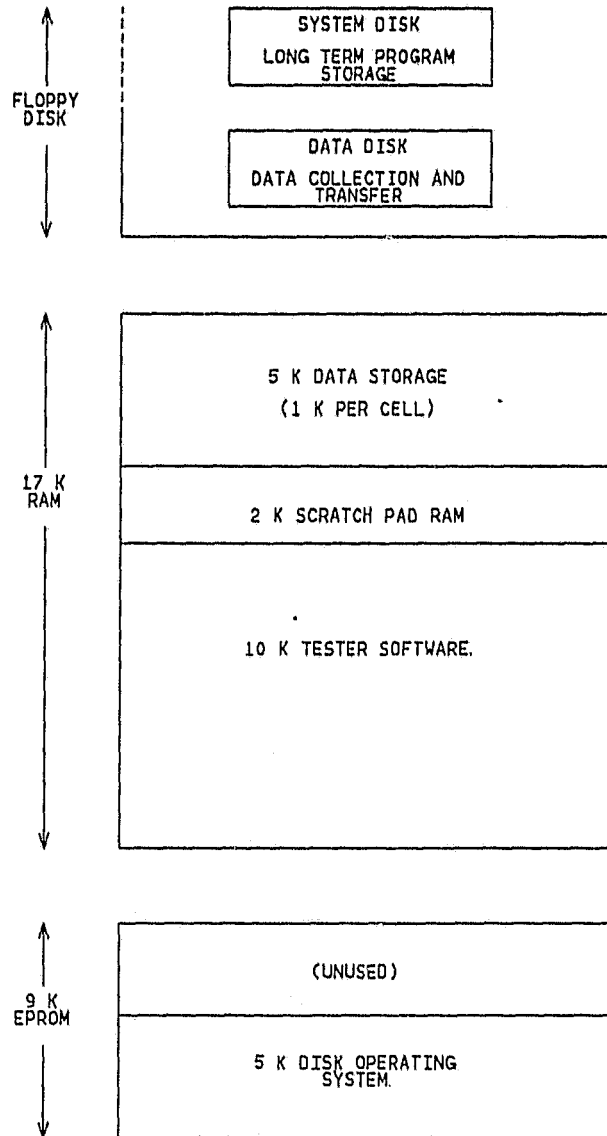 SYSTEM DISK
LONG TERM PROGRAM
STORAGE
FLOPPY
DISK
DATA DISK
DATA COLLECTION AND
TRANSFER
5 K DATA STORAGE
(1 K PER CELL)
17 K
RAM
2 K SCRATCH PAD RAM
10 K TESTER SOFTWARE.
(UNUSED)
9 K
EPROM
5 K DISK OPERATING
SYSTEM.